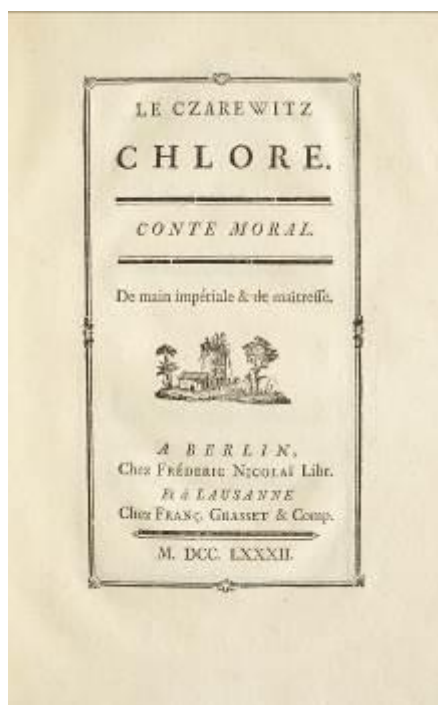 LE CZAREWITZ
CHLORE.
CONTE MORAL.
De main impériale & de maitresse.
A BERLIN,
Chez FRÉDERIC NICOLAÏ Libr.
Et à LAUSANNE
Chez FRANÇ. GRASSET & Comp.
M. DCC. LXXXII.